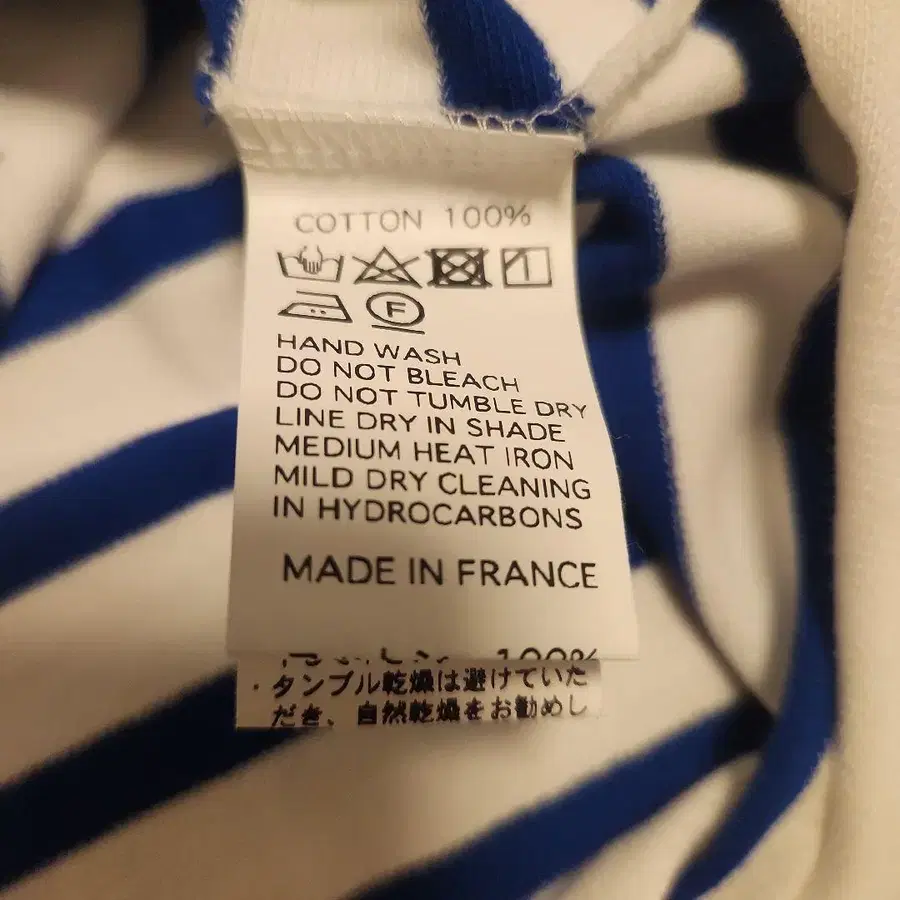 COTTON 100%
F
HAND WASH
DO NOT BLEACH
DO NOT TUMBLE DRY
LINE DRY IN SHADE
MEDIUM HEAT IRON
MILD DRY CLEANING
IN HYDROCARBONS
MADE IN FRANCE
100%
・タンブル乾燥は避けていた
だき、自然乾燥をお勧めし